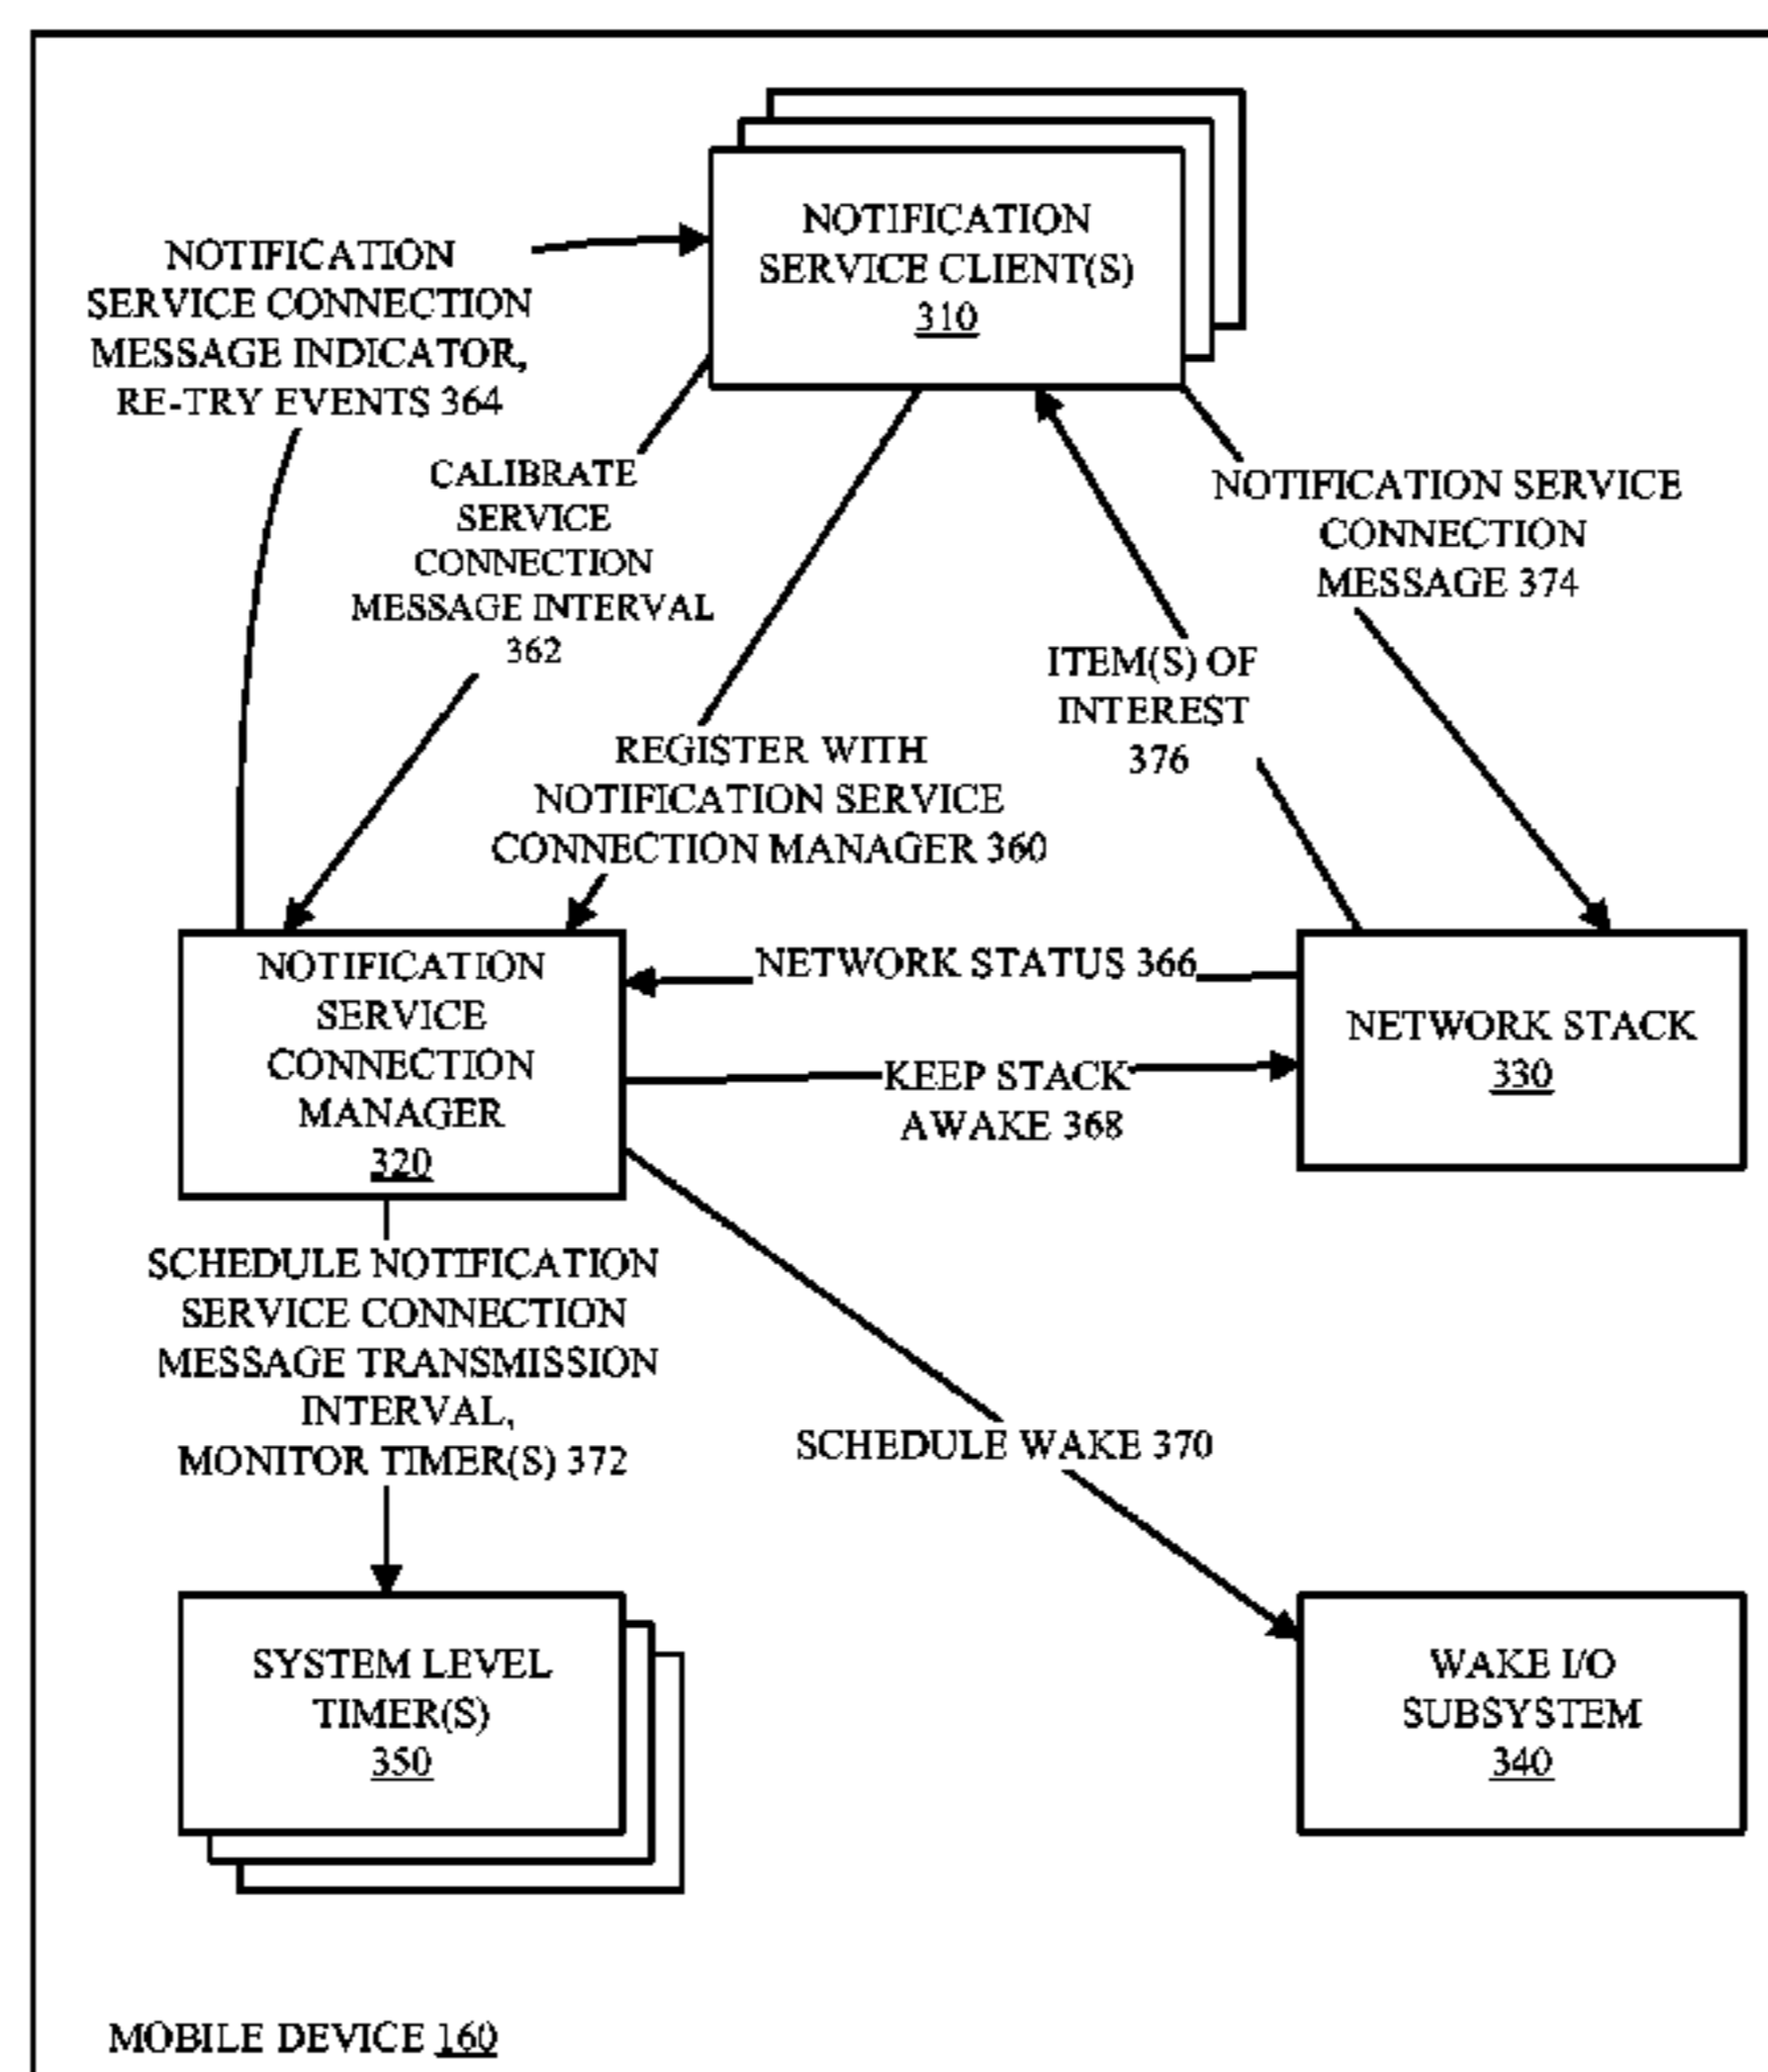 NOTIFICATION
SERVICE CLIENT(S)
310
NOTIFICATION
SERVICE CONNECTION
MESSAGE INDICATOR,
RE-TRY EVENTS 364
CALIBRATE
SERVICE
CONNECTION
MESSAGE INTERVAL
362
NOTIFICATION SERVICE
CONNECTION
MESSAGE 374
ITEM(S) OF
INTEREST
376
REGISTER WITH
NOTIFICATION SERVICE
CONNECTION MANAGER 360
NOTIFICATION
SERVICE
CONNECTION
MANAGER
320
NETWORK STATUS 366
KEEP STACK
AWAKE 368
NETWORK STACK
330
SCHEDULE NOTIFICATION
SERVICE CONNECTION
MESSAGE TRANSMISSION
INTERVAL,
MONITOR TIMER(S) 372
SCHEDULE WAKE 370
SYSTEM LEVEL
TIMER(S)
350
WAKE I/O
SUBSYSTEM
340
MOBILE DEVICE 160